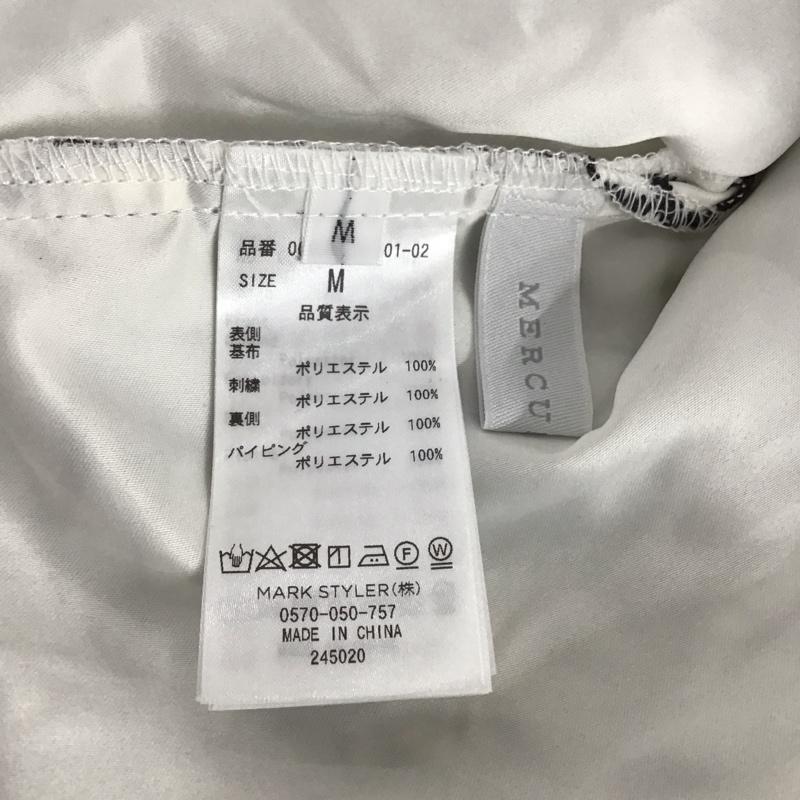 M
品番 0 01-02
SIZE M
品質表示
表側
基布
ポリエステル 100%
刺繍
ポリエステル 100%
裏側
ポリエステル 100%
パイピング
ポリエステル 100%
F W
MARK STYLER(株)
0570-050-757
MADE IN CHINA
245020
MERCU